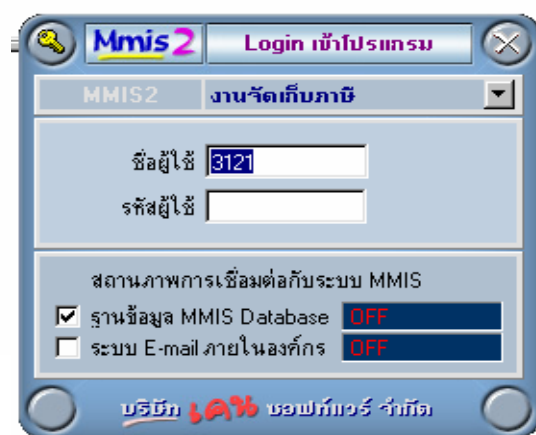 Mmis2 Login เข้าโปรแกรม
MMIS2 งานจัดเก็บภาษี
ชื่อผู้ใช้ 3121
รหัสผู้ใช้
สถานภาพการเชื่อมต่อกับระบบ MMIS
ฐานข้อมูล MMIS Database OFF
ระบบ E-mail ภายในองค์กร OFF
บริษัท เคน ซอฟท์แวร์ จำกัด